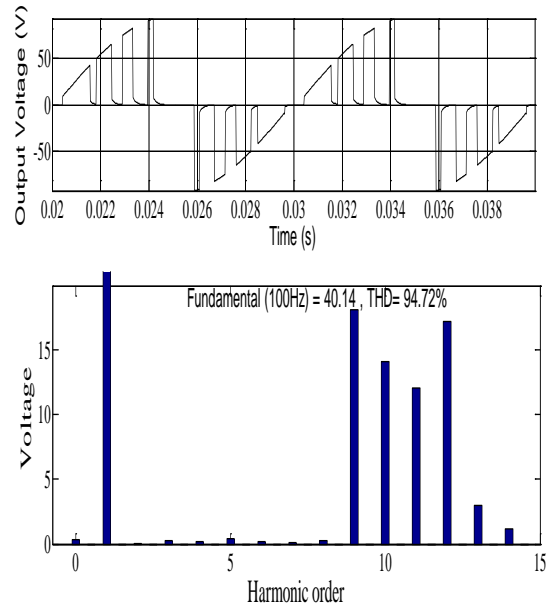 Output Voltage (V)
50
0
-50
0.02 0.022 0.024 0.026 0.028 0.03 0.032 0.034 0.036 0.038
Time (s)
Fundamental (100Hz) = 40.14 , THD= 94.72%
Voltage
15
10
5
0
0 5 10 15
Harmonic order